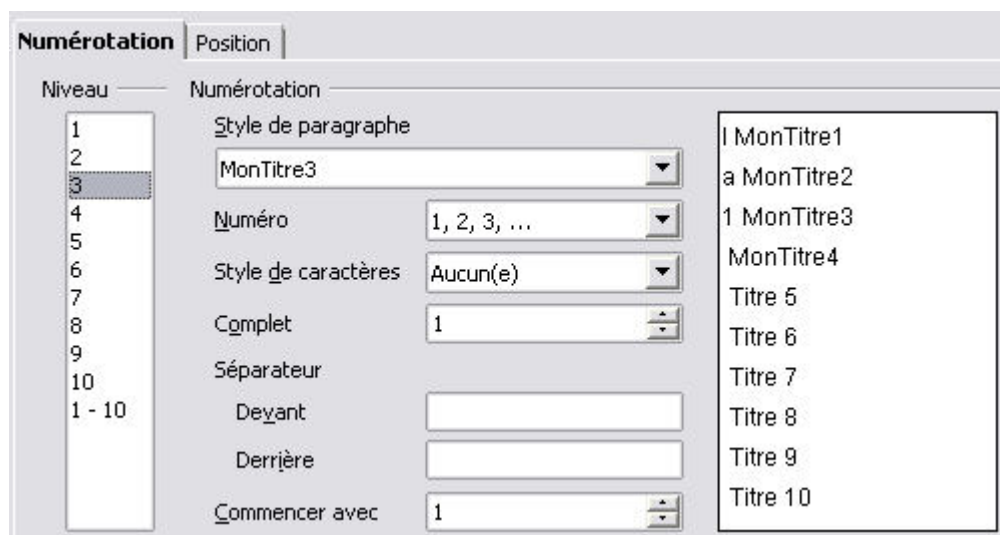 Numérotation Position
Niveau Numérotation
1
2
3
4
5
6
7
8
9
10
1 - 10
Style de paragraphe
MonTitre3
Numéro 1, 2, 3, ...
Style de caractères Aucun(e)
Complet 1
Séparateur
Devant
Derrière
Commencer avec 1
I MonTitre1
a MonTitre2
1 MonTitre3
MonTitre4
Titre 5
Titre 6
Titre 7
Titre 8
Titre 9
Titre 10